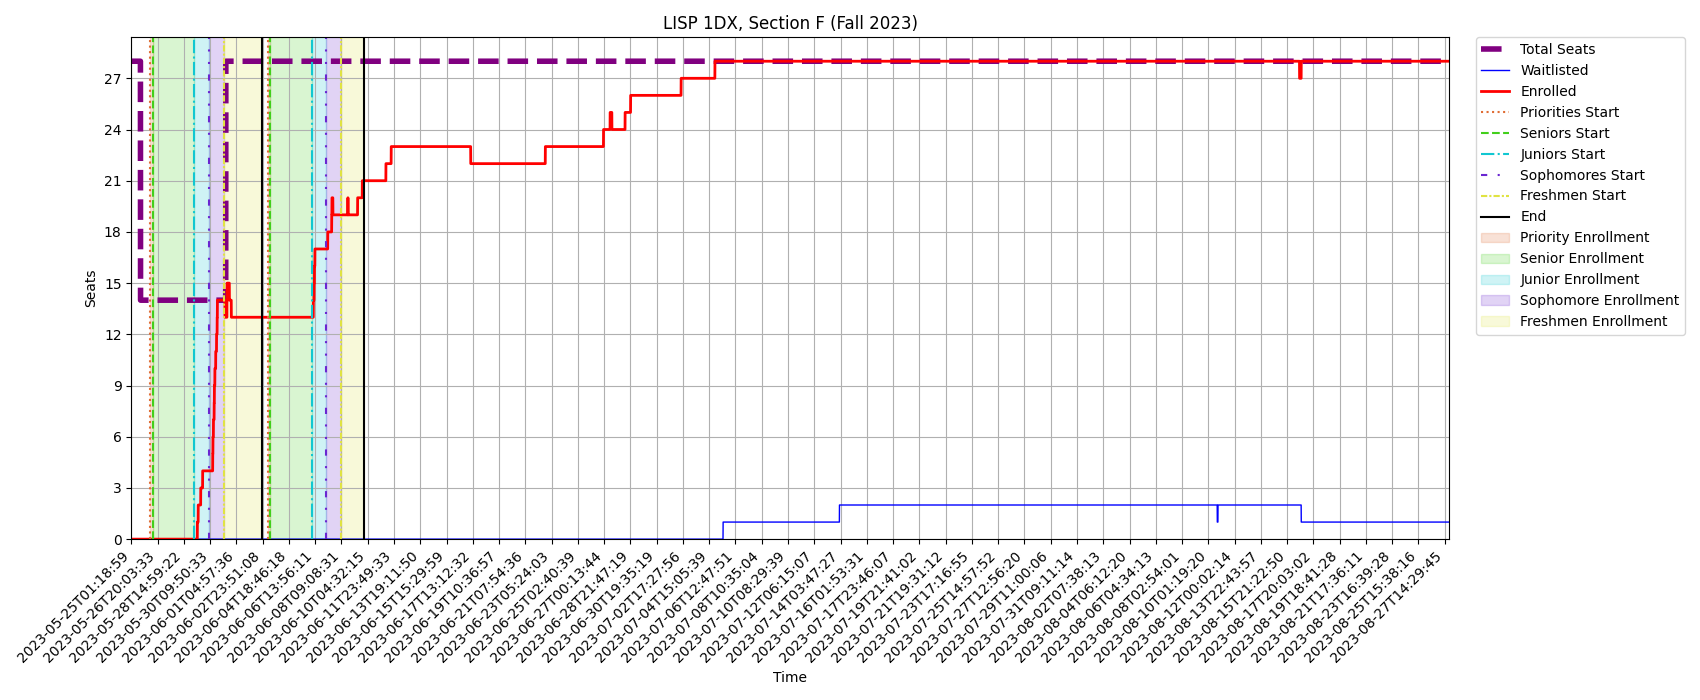 LISP 1DX, Section F (Fall 2023)
Total Seats
Waitlisted
Enrolled
Priorities Start
Seniors Start
Juniors Start
Sophomores Start
Freshmen Start
End
Priority Enrollment
Senior Enrollment
Junior Enrollment
Sophomore Enrollment
Freshmen Enrollment
Seats
27
24
21
18
15
12
9
6
3
0
2023-05-25T01:18:59
2023-05-26T20:03:33
2023-05-28T14:59:22
2023-05-30T09:50:33
2023-06-01T04:57:36
2023-06-02T23:51:08
2023-06-04T18:46:18
2023-06-06T13:56:11
2023-06-08T09:08:31
2023-06-10T04:32:15
2023-06-11T23:49:33
2023-06-13T19:11:50
2023-06-15T15:29:59
2023-06-17T13:12:32
2023-06-19T10:36:57
2023-06-21T07:54:36
2023-06-23T05:24:03
2023-06-25T02:40:39
2023-06-27T00:13:44
2023-06-28T21:47:19
2023-06-30T19:35:19
2023-07-02T17:27:56
2023-07-04T15:05:39
2023-07-06T12:47:51
2023-07-08T10:35:04
2023-07-10T08:29:39
2023-07-12T06:15:07
2023-07-14T03:47:27
2023-07-16T01:53:31
2023-07-17T23:46:07
2023-07-19T21:41:02
2023-07-21T19:31:12
2023-07-23T17:16:55
2023-07-25T14:57:52
2023-07-27T12:56:20
2023-07-29T11:00:06
2023-07-31T09:11:14
2023-08-02T07:38:13
2023-08-04T06:12:20
2023-08-06T04:34:13
2023-08-08T02:54:01
2023-08-10T01:19:20
2023-08-12T00:02:14
2023-08-13T22:43:57
2023-08-15T21:22:50
2023-08-17T20:03:02
2023-08-19T18:41:28
2023-08-21T17:36:11
2023-08-23T16:39:28
2023-08-25T15:38:16
2023-08-27T14:29:45
Time